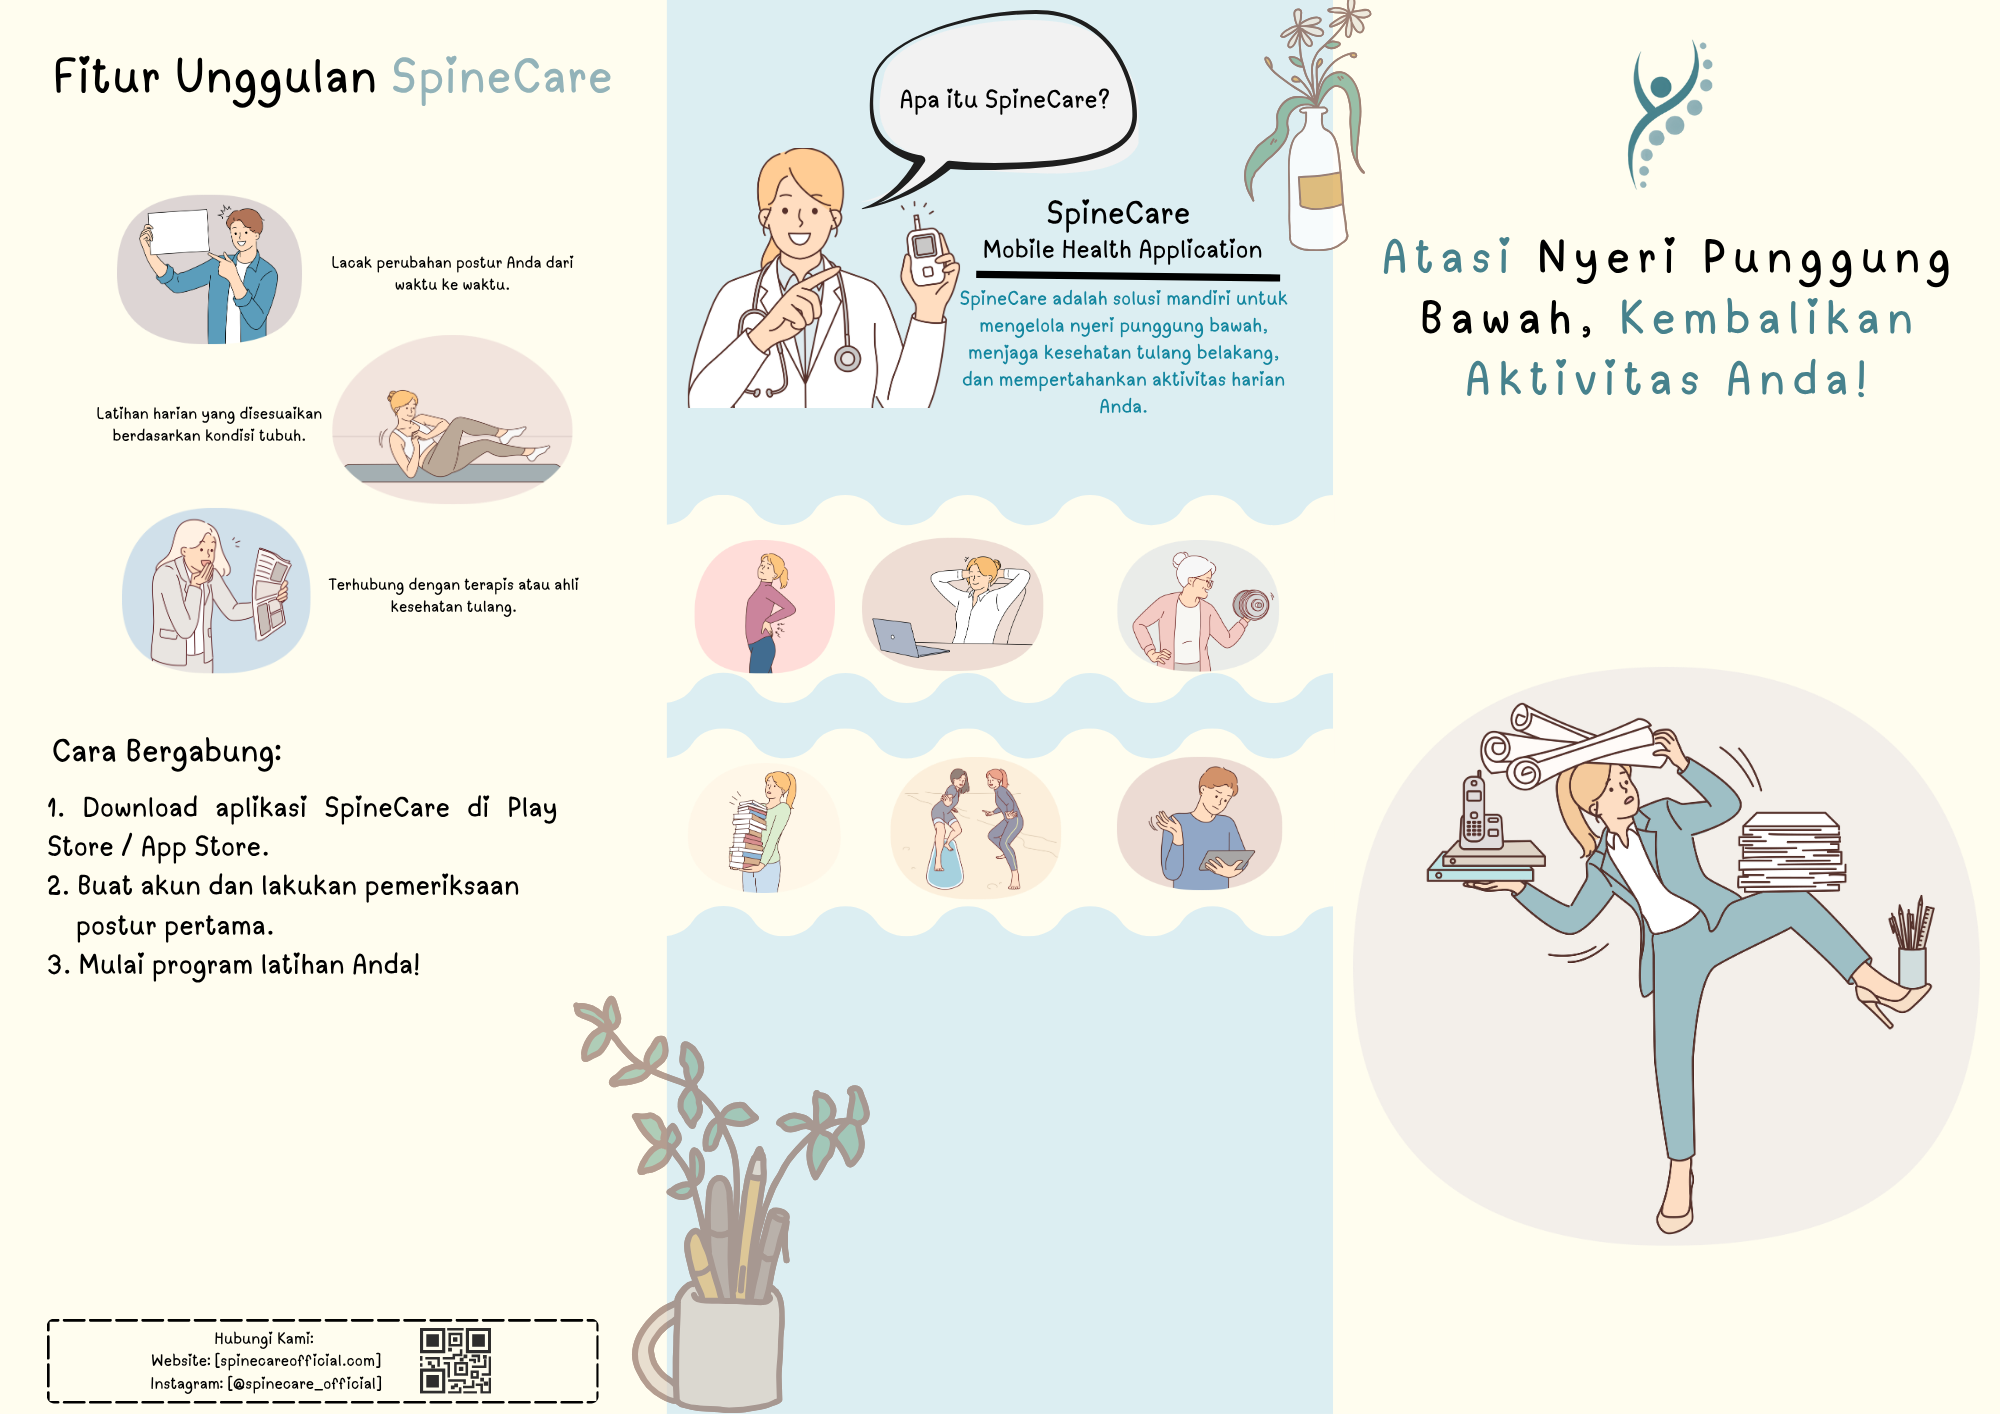 Fitur Unggulan SpineCare
Lacak perubahan postur Anda dari
waktu ke waktu.
Latihan harian yang disesuaikan
berdasarkan kondisi tubuh.
Terhubung dengan terapis atau ahli
kesehatan tulang.
Cara Bergabung:
1. Download aplikasi SpineCare di Play
Store / App Store.
2. Buat akun dan lakukan pemeriksaan
postur pertama.
3. Mulai program latihan Anda!
Hubungi Kami:
Website: [spinecareofficial.com]
Instagram: [@spinecare_official]
Apa itu SpineCare?
SpineCare
Mobile Health Application
SpineCare adalah solusi mandiri untuk
mengelola nyeri punggung bawah,
menjaga kesehatan tulang belakang,
dan mempertahankan aktivitas harian
Anda.
Atasi Nyeri Punggung
Bawah, Kembalikan
Aktivitas Anda!